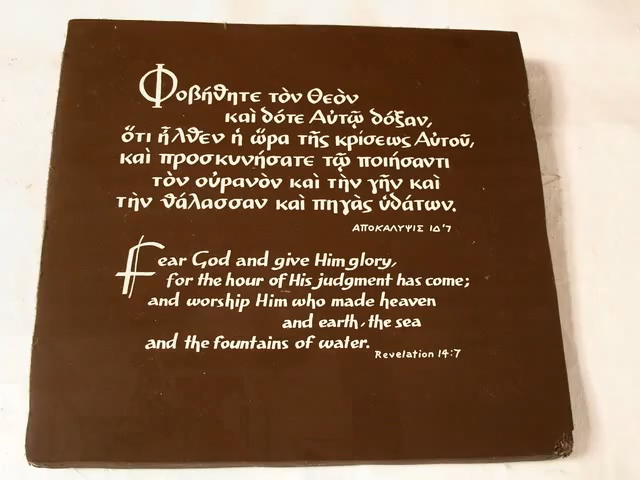 Φοβήθητε τὸν Θεὸν
καὶ δότε Αὐτῷ δόξαν,
ὅτι ἦλθεν ἡ ὥρα τῆς κρίσεως Αὐτοῦ,
καὶ προσκυνήσατε τῷ ποιήσαντι
τὸν οὐρανὸν καὶ τὴν γῆν καὶ
τὴν θάλασσαν καὶ πηγὰς ὑδάτων.
ΑΠΟΚΑΛΥΨΙΣ ΙΔ'7
Fear God and give Him glory,
for the hour of His judgment has come;
and worship Him who made heaven
and earth, the sea
and the fountains of water.
Revelation 14:7